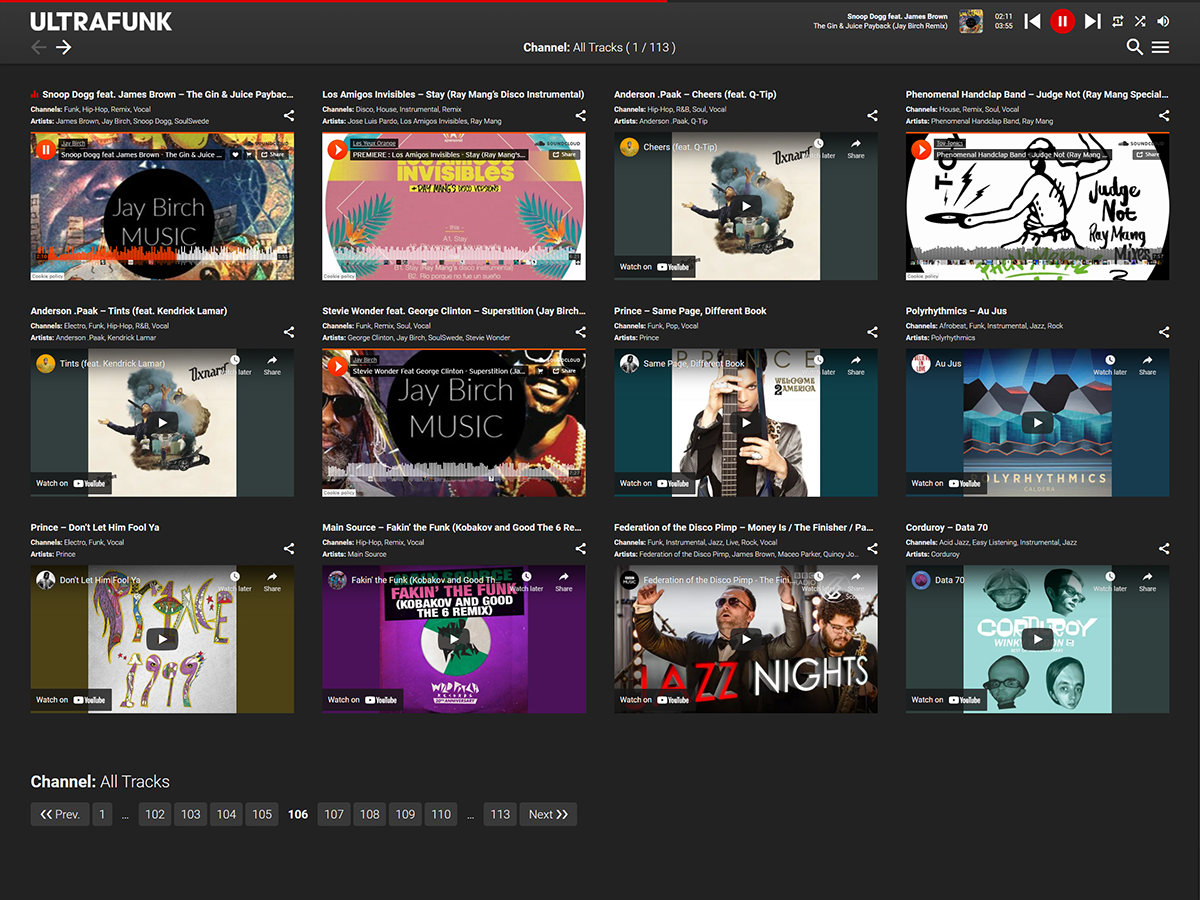 ULTRAFUNK
Snoop Dogg feat. James Brown
The Gin & Juice Payback (Jay Birch Remix)
02:11
03:55
Channel: All Tracks ( 1 / 113 )
Snoop Dogg feat. James Brown – The Gin & Juice Paybac...
Channels: Funk, Hip-Hop, Remix, Vocal
Artists: James Brown, Jay Birch, Snoop Dogg, SoulSwede
Jay Birch
SOUNDCLOUD
Snoop Dogg feat James Brown - The Gin & Juice ...
Share
Jay Birch
MUSIC
2:10
3:55
Cookie policy
Los Amigos Invisibles – Stay (Ray Mang's Disco Instrumental)
Channels: Disco, House, Instrumental, Remix
Artists: Jose Luis Pardo, Los Amigos Invisibles, Ray Mang
Les Yeux Orange
SOUNDCLOUD
PREMIERE : Los Amigos Invisibles - Stay (Ray Mang's...
Share
LOS AMIGOS
INVISIBLES
+ RAY MANG'S DISCO VERSIONS
- this -
A1. Stay
B1. Stay (Ray Mang's disco instrumental)
B2. Rio porque no fue un sueño
Cookie policy
Anderson .Paak – Cheers (feat. Q-Tip)
Channels: Hip-Hop, R&B, Soul, Vocal
Artists: Anderson .Paak, Q-Tip
Cheers (feat. Q-Tip)
Oxnard
later
Share
Watch on YouTube
Phenomenal Handclap Band – Judge Not (Ray Mang Special...
Channels: House, Remix, Soul, Vocal
Artists: Phenomenal Handclap Band, Ray Mang
Toy Tonics
SOUNDCLOUD
Phenomenal Handclap Band - Judge Not (Ray Mang ...
Share
Judge
Not
Ray Mang
Mixes
Cookie policy
Anderson .Paak – Tints (feat. Kendrick Lamar)
Channels: Electro, Funk, Hip-Hop, R&B, Vocal
Artists: Anderson .Paak, Kendrick Lamar
Tints (feat. Kendrick Lamar)
Oxnard
Watch later
Share
Watch on YouTube
Stevie Wonder feat. George Clinton – Superstition (Jay Birch...
Channels: Funk, Remix, Soul, Vocal
Artists: George Clinton, Jay Birch, SoulSwede, Stevie Wonder
Jay Birch
SOUNDCLOUD
Stevie Wonder Feat George Clinton - Superstition (Ja...
Share
Jay Birch
MUSIC
Cookie policy
Prince – Same Page, Different Book
Channels: Funk, Pop, Vocal
Artists: Prince
PRINCE
Same Page, Different Book
WELCOME
2
AMERICA
later
Share
Watch on YouTube
Polyrhythmics – Au Jus
Channels: Afrobeat, Funk, Instrumental, Jazz, Rock
Artists: Polyrhythmics
Au Jus
Watch later
Share
POLYRHYTHMICS
CALDERA
Watch on YouTube
Prince – Don't Let Him Fool Ya
Channels: Electro, Funk, Vocal
Artists: Prince
Don't Let Him Fool Ya
Watch later
Share
PRINCE
1999
Watch on YouTube
Main Source – Fakin' the Funk (Kobakov and Good The 6 Re...
Channels: Hip-Hop, Remix, Vocal
Artists: Main Source
Fakin' the Funk (Kobakov and Good Th...
Watch later
Share
MAIN SOURCE
FAKIN' THE FUNK
(KOBAKOV AND GOOD
THE 6 REMIX)
WILD PITCH
RECORDS
Watch on YouTube
Federation of the Disco Pimp – Money Is / The Finisher / Pa...
Channels: Funk, Instrumental, Jazz, Live, Rock, Vocal
Artists: Federation of the Disco Pimp, James Brown, Maceo Parker, Quincy Jo...
Federation of the Disco Pimp - The Fini...
Watch later
Share
JAZZ NIGHTS
Watch on YouTube
Corduroy – Data 70
Channels: Acid Jazz, Easy Listening, Instrumental, Jazz
Artists: Corduroy
Data 70
Watch later
Share
CORDUROY
Watch on YouTube
Channel: All Tracks
Prev. 1 ... 102 103 104 105 106 107 108 109 110 ... 113 Next